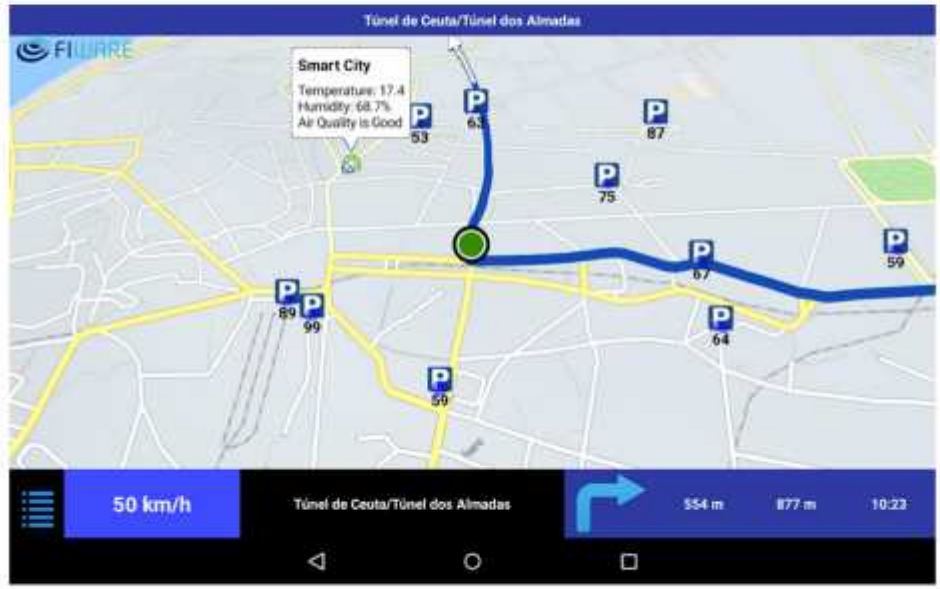 Túnel de Ceuta/Túnel dos Almadas
FIWARE
Smart City
Temperature: 17.4
Humidity: 68.7%
Air Quality is Good
P
63
P
53
P
87
P
75
P
59
P
67
P
89
P
99
P
64
P
59
50 km/h
Túnel de Ceuta/Túnel dos Almadas
554 m
877 m
10:23